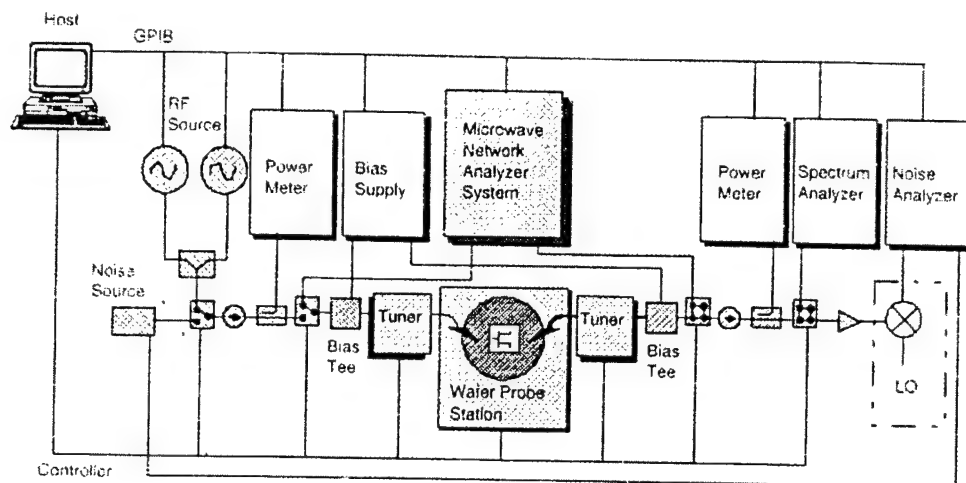 Host
GPIB
RF
Source
Power
Meter
Bias
Supply
Microwave
Network
Analyzer
System
Power
Meter
Spectrum
Analyzer
Noise
Analyzer
Noise
Source
Bias
Tee
Tuner
Wafer Probe
Station
Tuner
Bias
Tee
LO
Controller